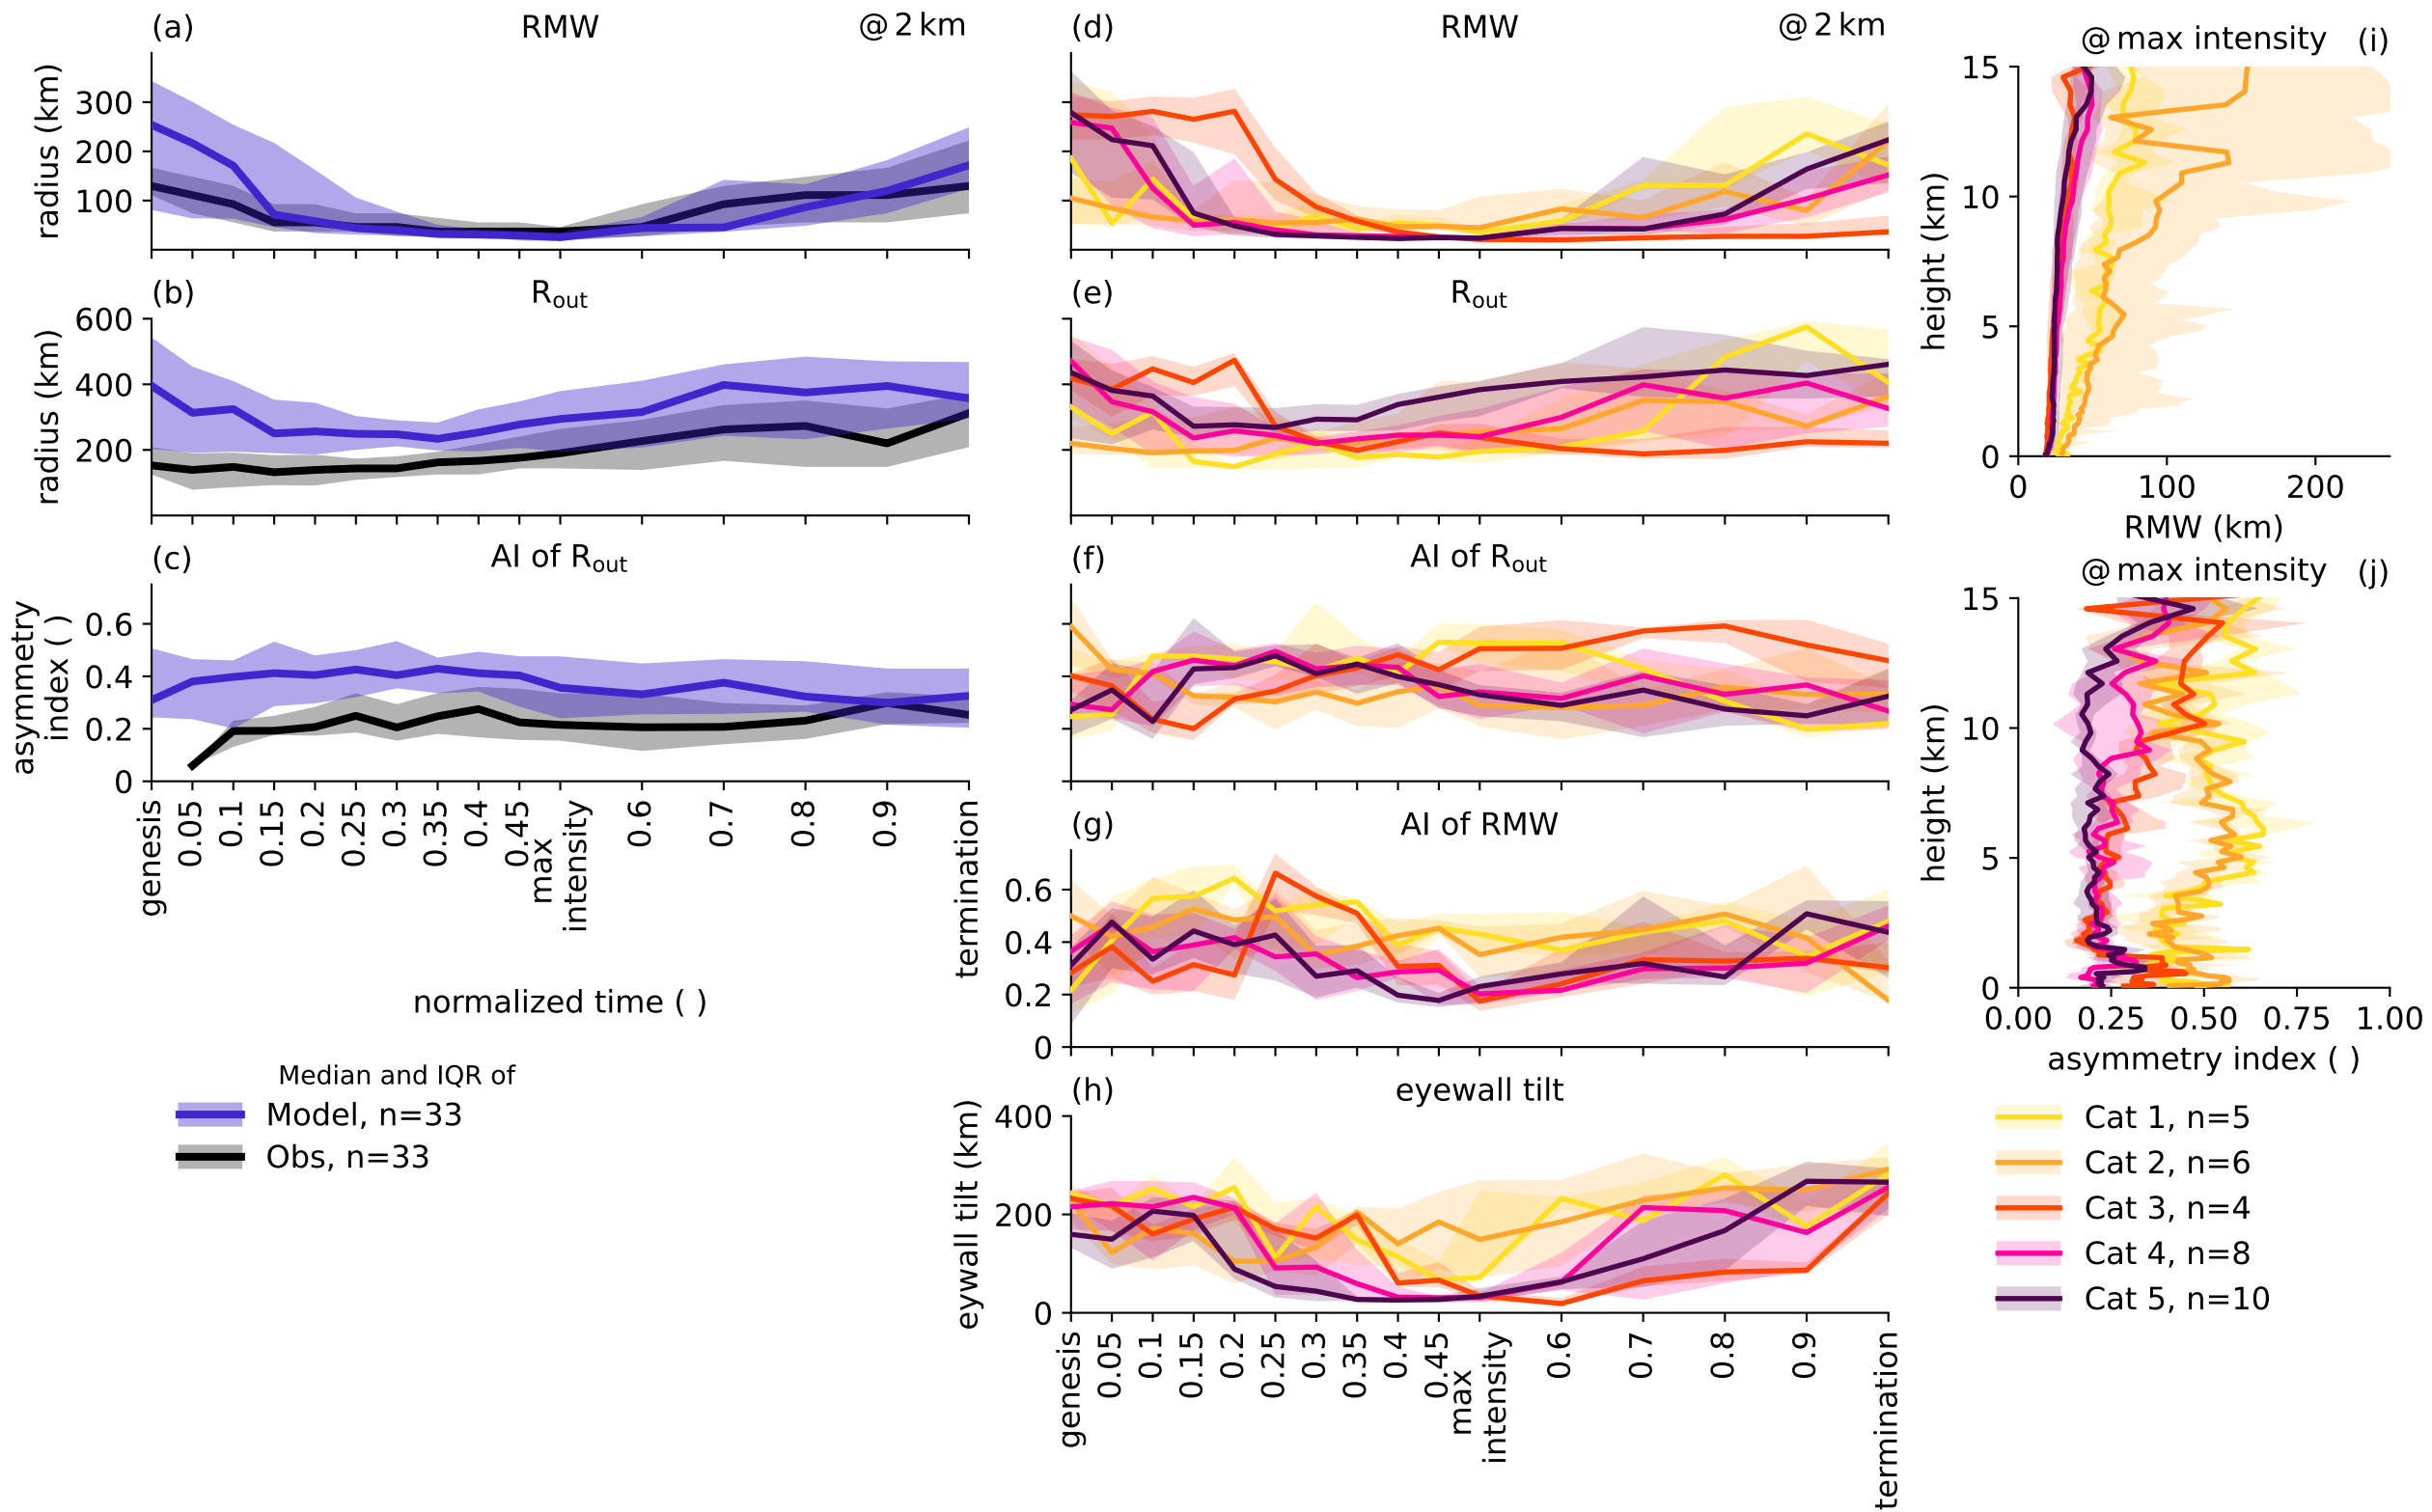 (a) RMW @ 2 km
radius (km)
300
200
100
(b) Rout
radius (km)
600
400
200
(c) AI of Rout
asymmetry
index ( )
0.6
0.4
0.2
0
genesis 0.05 0.1 0.15 0.2 0.25 0.3 0.35 0.4 0.45 max intensity 0.6 0.7 0.8 0.9 termination
normalized time ( )
Median and IQR of
Model, n=33
Obs, n=33
(d) RMW @ 2 km
(e) Rout
(f) AI of Rout
(g) AI of RMW
0.6
0.4
0.2
0
(h) eyewall tilt
eyewall tilt (km)
400
200
0
genesis 0.05 0.1 0.15 0.2 0.25 0.3 0.35 0.4 0.45 max intensity 0.6 0.7 0.8 0.9 termination
@ max intensity (i)
height (km)
15
10
5
0
0 100 200
RMW (km)
@ max intensity (j)
height (km)
15
10
5
0
0.00 0.25 0.50 0.75 1.00
asymmetry index ( )
Cat 1, n=5
Cat 2, n=6
Cat 3, n=4
Cat 4, n=8
Cat 5, n=10